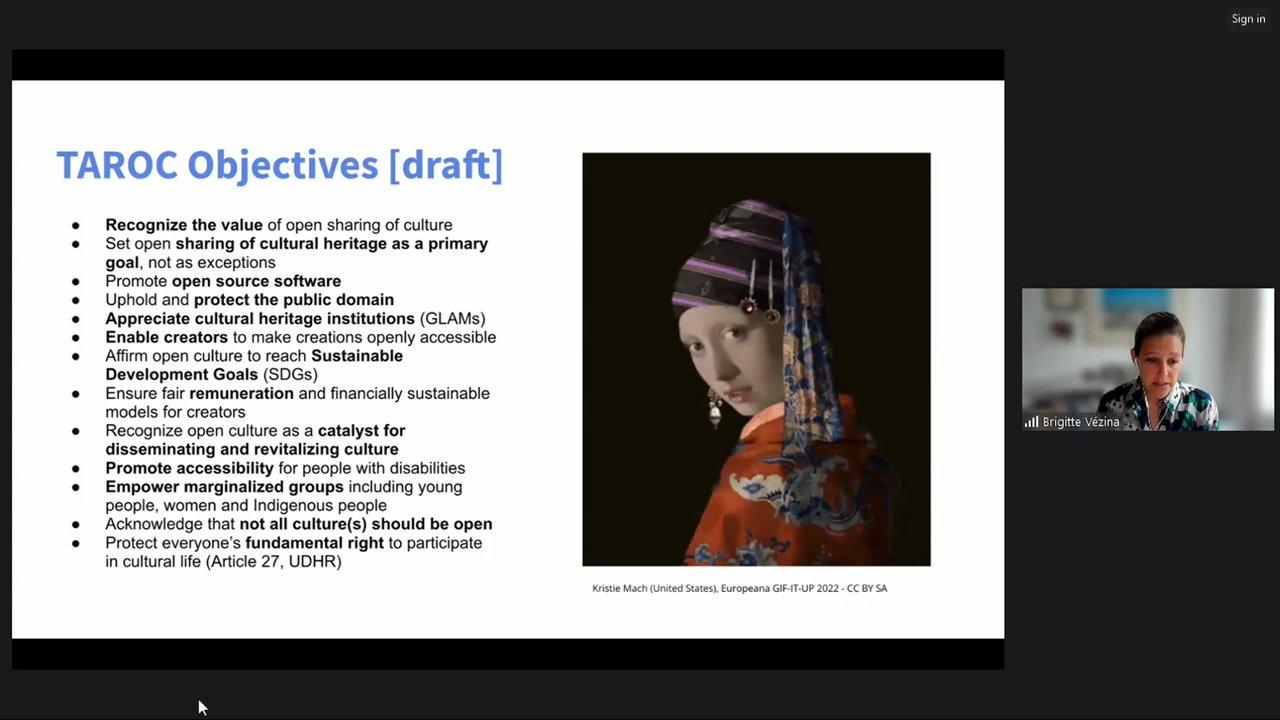 Sign in
TAROC Objectives [draft]
● Recognize the value of open sharing of culture
● Set open sharing of cultural heritage as a primary
goal, not as exceptions
● Promote open source software
● Uphold and protect the public domain
● Appreciate cultural heritage institutions (GLAMs)
● Enable creators to make creations openly accessible
● Affirm open culture to reach Sustainable
Development Goals (SDGs)
● Ensure fair remuneration and financially sustainable
models for creators
● Recognize open culture as a catalyst for
disseminating and revitalizing culture
● Promote accessibility for people with disabilities
● Empower marginalized groups including young
people, women and Indigenous people
● Acknowledge that not all culture(s) should be open
● Protect everyone’s fundamental right to participate
in cultural life (Article 27, UDHR)
Kristie Mach (United States), Europeana GIF-IT-UP 2022 - CC BY SA
Brigitte Vézina